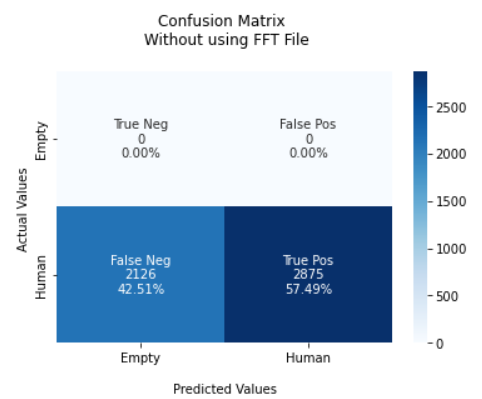 Confusion Matrix
Without using FFT File
True Neg
0
0.00%
False Pos
0
0.00%
False Neg
2126
42.51%
True Pos
2875
57.49%
Empty
Human
Actual Values
Empty
Human
Predicted Values
2500
2000
1500
1000
500
0